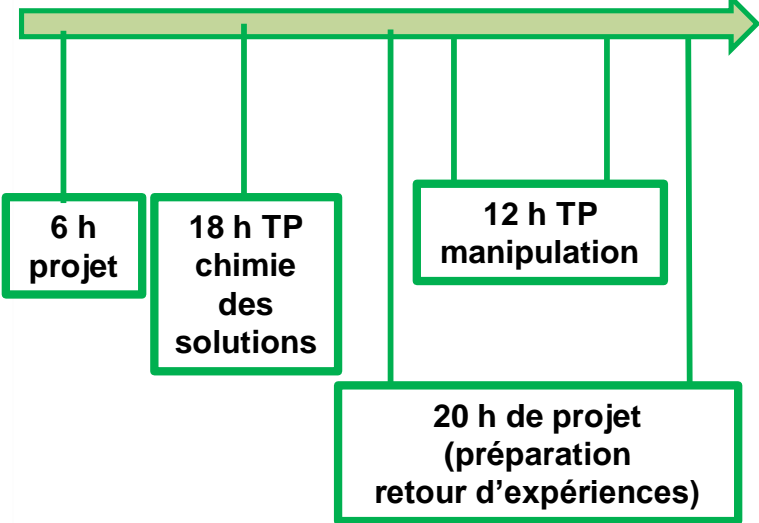 6 h
projet
18 h TP
chimie
des
solutions
12 h TP
manipulation
20 h de projet
(préparation
retour d’expériences)